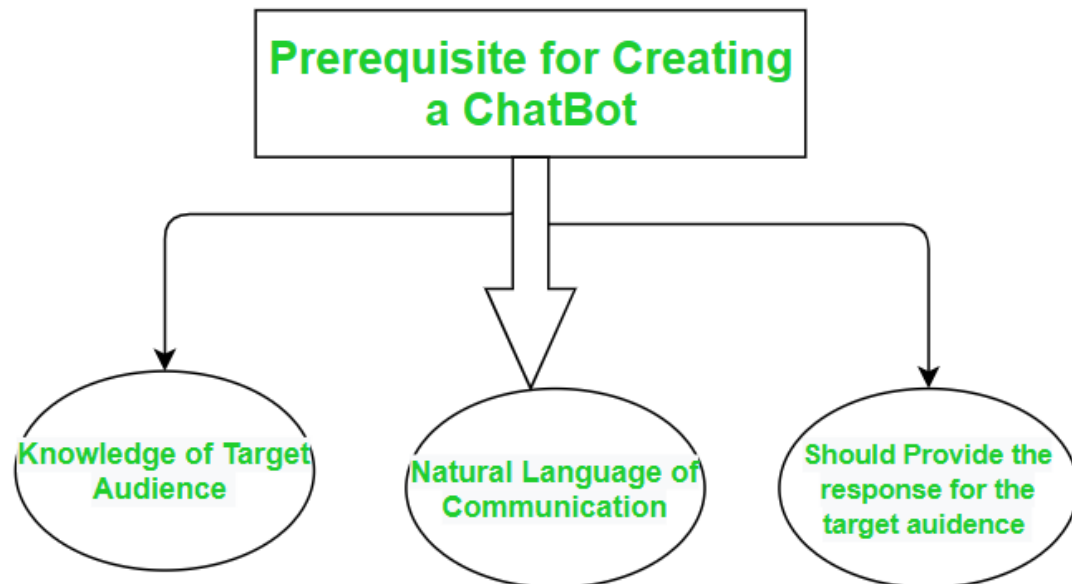 Prerequisite for Creating
a ChatBot
Knowledge of Target
Audience
Natural Language of
Communication
Should Provide the
response for the
target auidence